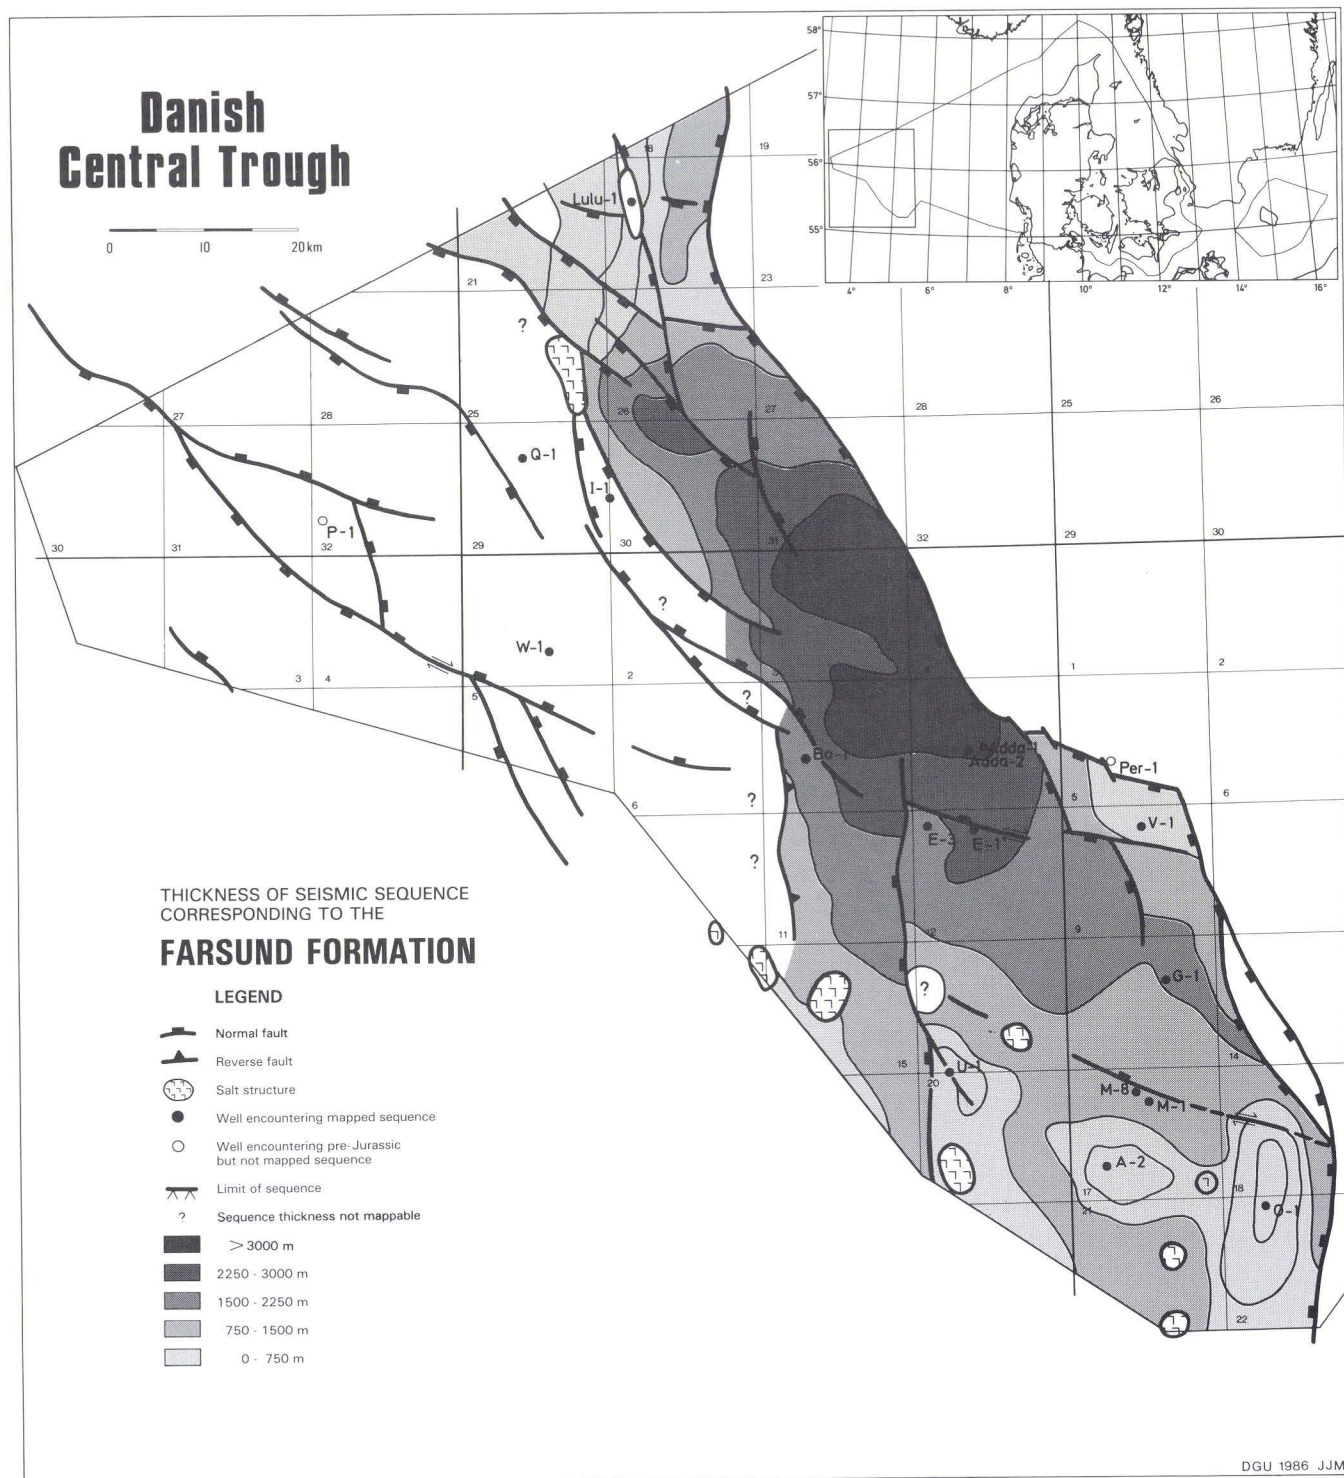 Danish
Central Trough
0 10 20 km
58°
57°
56°
55°
4° 6° 8° 10° 12° 14° 16°
18
19
Lulu-1
21
23
?
27
28
25
26
27
28
25
26
Q-1
I-1
P-1
30
31
32
29
30
31
32
29
30
?
W-1
3
4
5
2
3
1
2
?
Bo-1
Adda-1
Adda-2
Per-1
?
6
5
6
E-3
E-1
V-1
?
11
12
9
?
G-1
15
20
U-1
14
M-8
M-1
A-2
17
21
18
O-1
22
THICKNESS OF SEISMIC SEQUENCE
CORRESPONDING TO THE
FARSUND FORMATION
LEGEND
Normal fault
Reverse fault
Salt structure
Well encountering mapped sequence
Well encountering pre-Jurassic
but not mapped sequence
Limit of sequence
? Sequence thickness not mappable
>3000 m
2250 - 3000 m
1500 - 2250 m
750 - 1500 m
0 - 750 m
DGU 1986 JJM